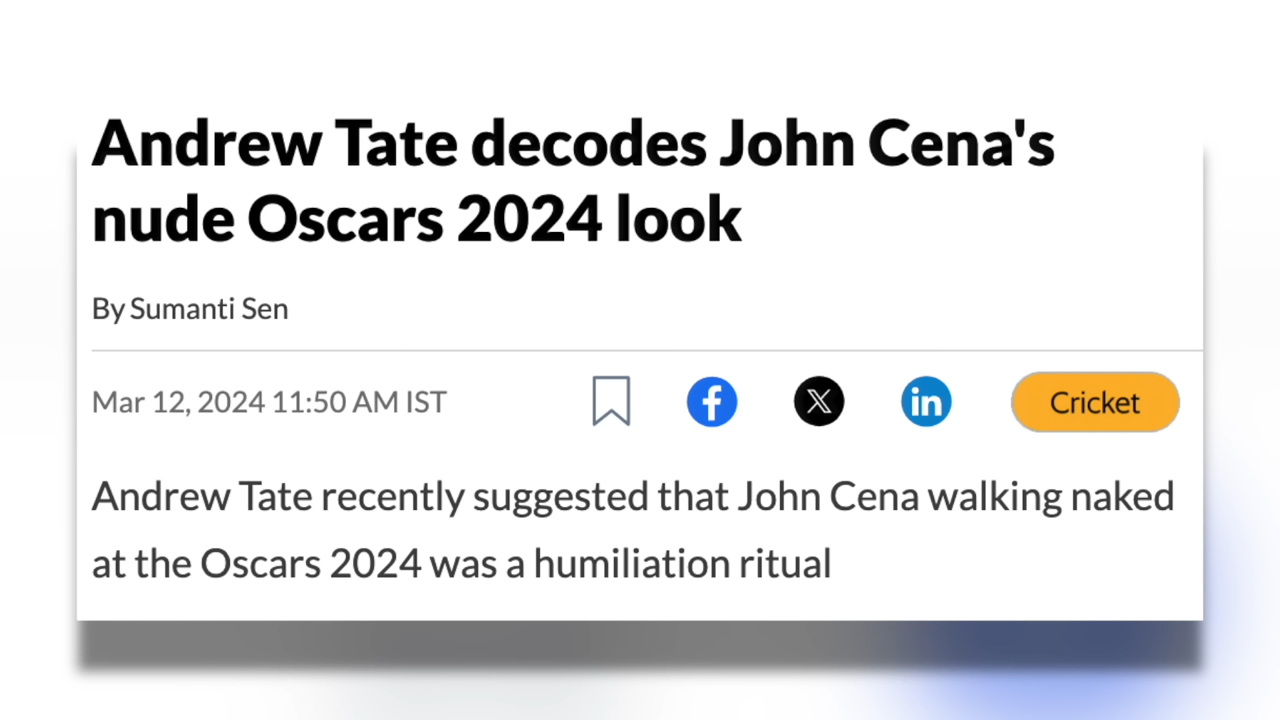 Andrew Tate decodes John Cena's
nude Oscars 2024 look
By Sumanti Sen
Mar 12, 2024 11:50 AM IST
Cricket
Andrew Tate recently suggested that John Cena walking naked
at the Oscars 2024 was a humiliation ritual